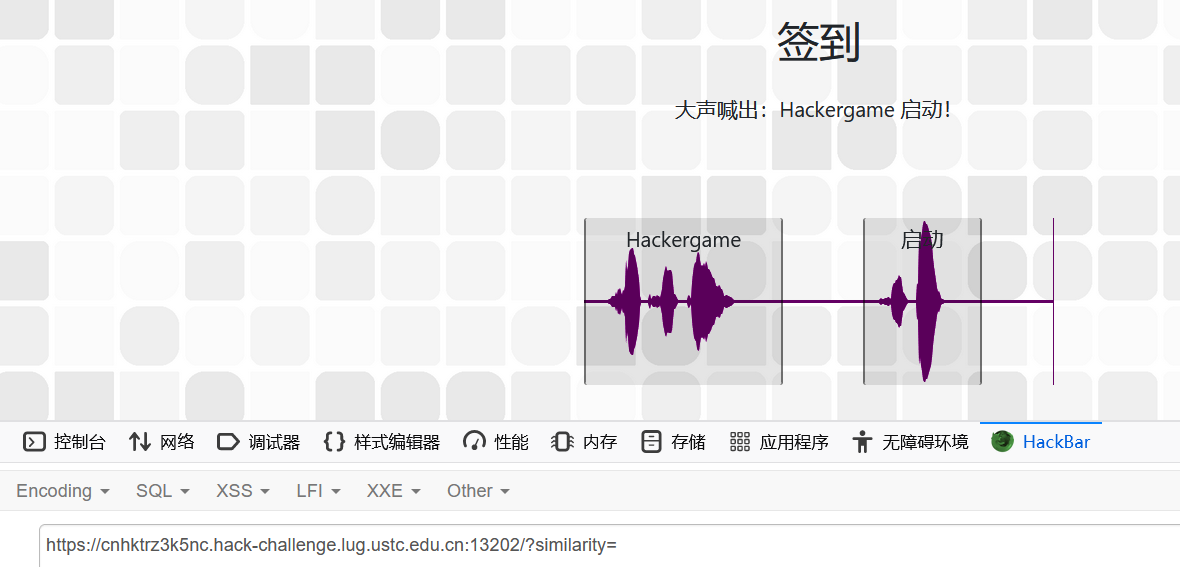 签到
大声喊出：Hackergame 启动！
Hackergame
启动
控制台 网络 调试器 样式编辑器 性能 内存 存储 应用程序 无障碍环境 HackBar
Encoding SQL XSS LFI XXE Other
https://cnhktrz3k5nc.hack-challenge.lug.ustc.edu.cn:13202/?similarity=